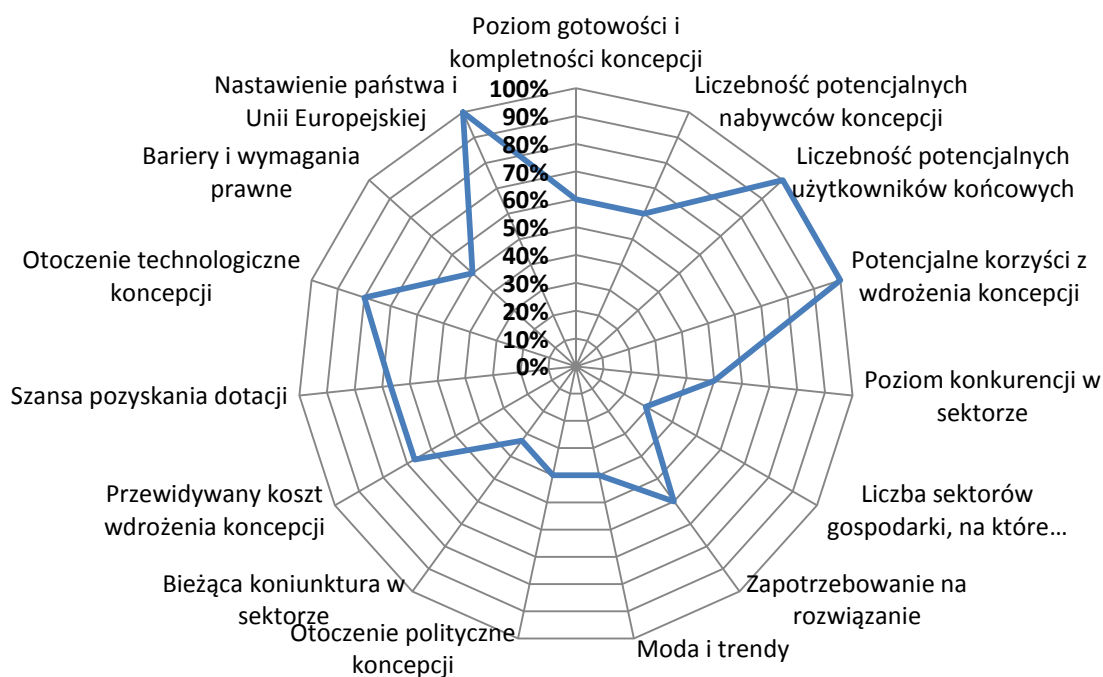 Poziom gotowości i
kompletności koncepcji
Liczebność potencjalnych
nabywców koncepcji
Liczebność potencjalnych
użytkowników końcowych
Potencjalne korzyści z
wdrożenia koncepcji
Poziom konkurencji w
sektorze
Liczba sektorów
gospodarki, na które…
Zapotrzebowanie na
rozwiązanie
Moda i trendy
Otoczenie polityczne
koncepcji
Bieżąca koniunktura w
sektorze
Przewidywany koszt
wdrożenia koncepcji
Szansa pozyskania dotacji
Otoczenie technologiczne
koncepcji
Bariery i wymagania
prawne
Nastawienie państwa i
Unii Europejskiej
100%
90%
80%
70%
60%
50%
40%
30%
20%
10%
0%